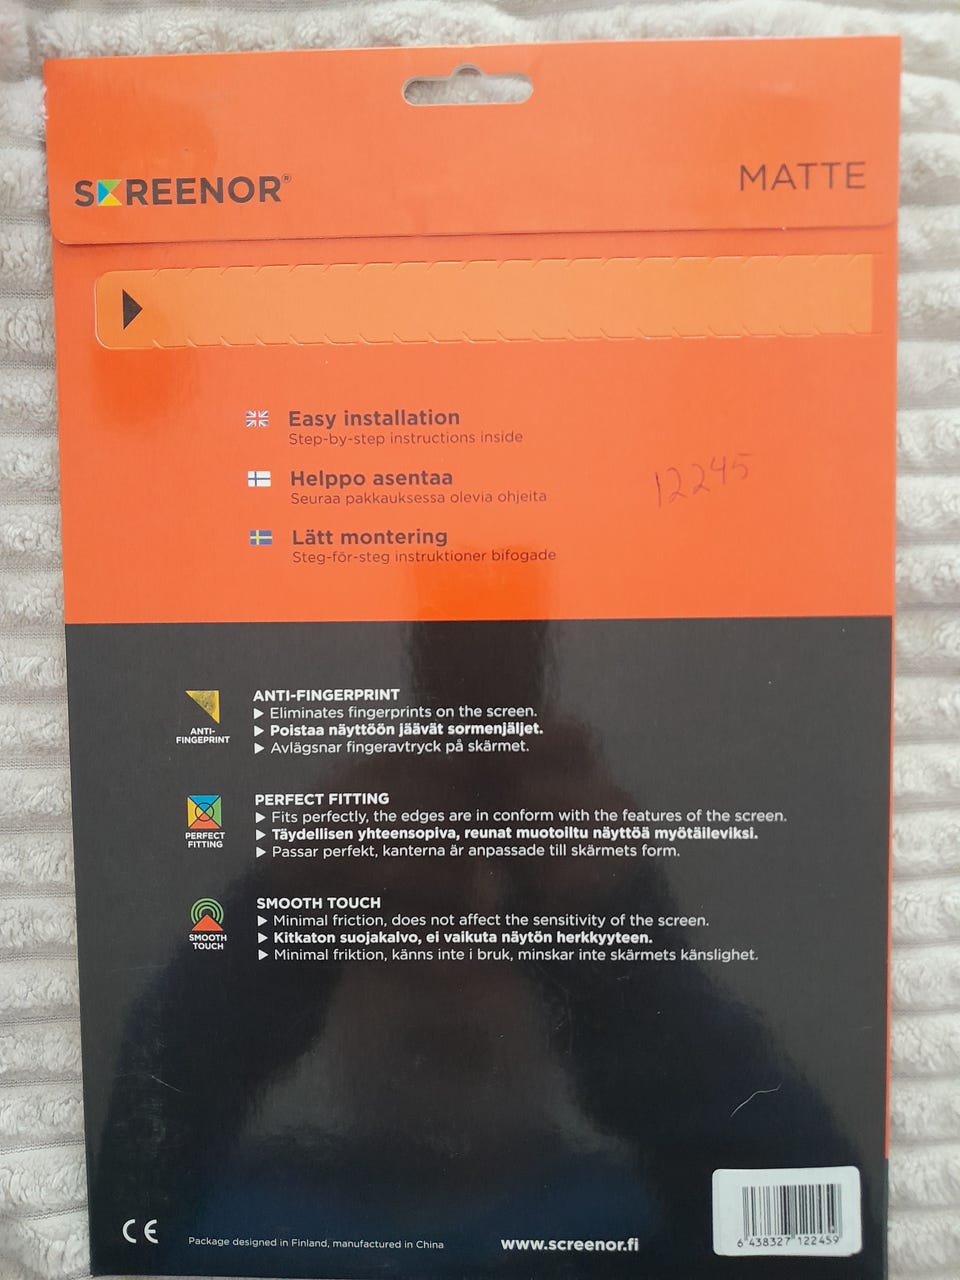 SCREENOR®
MATTE
Easy installation
Step-by-step instructions inside
Helppo asentaa
Seuraa pakkauksessa olevia ohjeita
12245
Lätt montering
Steg-för-steg instruktioner bifogade
ANTI-FINGERPRINT
▶ Eliminates fingerprints on the screen.
▶ Poistaa näyttöön jäävät sormenjäljet.
▶ Avlägsnar fingeravtryck på skärmet.
ANTI-
FINGEPRINT
PERFECT FITTING
▶ Fits perfectly, the edges are in conform with the features of the screen.
▶ Täydellisen yhteensopiva, reunat muotoiltu näyttöä myötäileviksi.
▶ Passar perfekt, kanterna är anpassade till skärmets form.
PERFECT
FITTING
SMOOTH TOUCH
▶ Minimal friction, does not affect the sensitivity of the screen.
▶ Kitkaton suojakalvo, ei vaikuta näytön herkkyyteen.
▶ Minimal friktion, känns inte i bruk, minskar inte skärmets känslighet.
SMOOTH
TOUCH
CE
Package designed in Finland, manufactured in China
www.screenor.fi
6 438327 122459